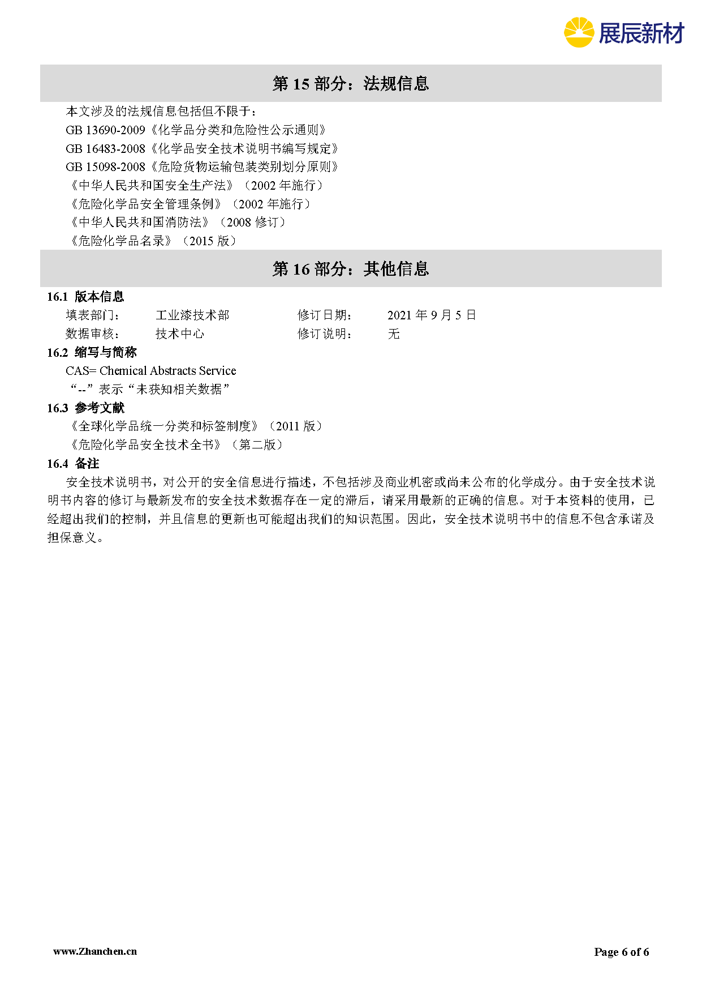 展辰新材
第 15 部分：法规信息
本文涉及的法规信息包括但不限于：
GB 13690-2009《化学品分类和危险性公示通则》
GB 16483-2008《化学品安全技术说明书编写规定》
GB 15098-2008《危险货物运输包装类别划分原则》
《中华人民共和国安全生产法》（2002 年施行）
《危险化学品安全管理条例》（2002 年施行）
《中华人民共和国消防法》（2008 修订）
《危险化学品名录》（2015 版）
第 16 部分：其他信息
16.1 版本信息
填表部门： 工业漆技术部 修订日期： 2021 年 9 月 5 日
数据审核： 技术中心 修订说明： 无
16.2 缩写与简称
CAS= Chemical Abstracts Service
“--”表示“未获知相关数据”
16.3 参考文献
《全球化学品统一分类和标签制度》（2011 版）
《危险化学品安全技术全书》（第二版）
16.4 备注
安全技术说明书，对公开的安全信息进行描述，不包括涉及商业机密或尚未公布的化学成分。由于安全技术说
明书内容的修订与最新发布的安全技术数据存在一定的滞后，请采用最新的正确的信息。对于本资料的使用，已
经超出我们的控制，并且信息的更新也可能超出我们的知识范围。因此，安全技术说明书中的信息不包含承诺及
担保意义。
www.Zhanchen.cn Page 6 of 6